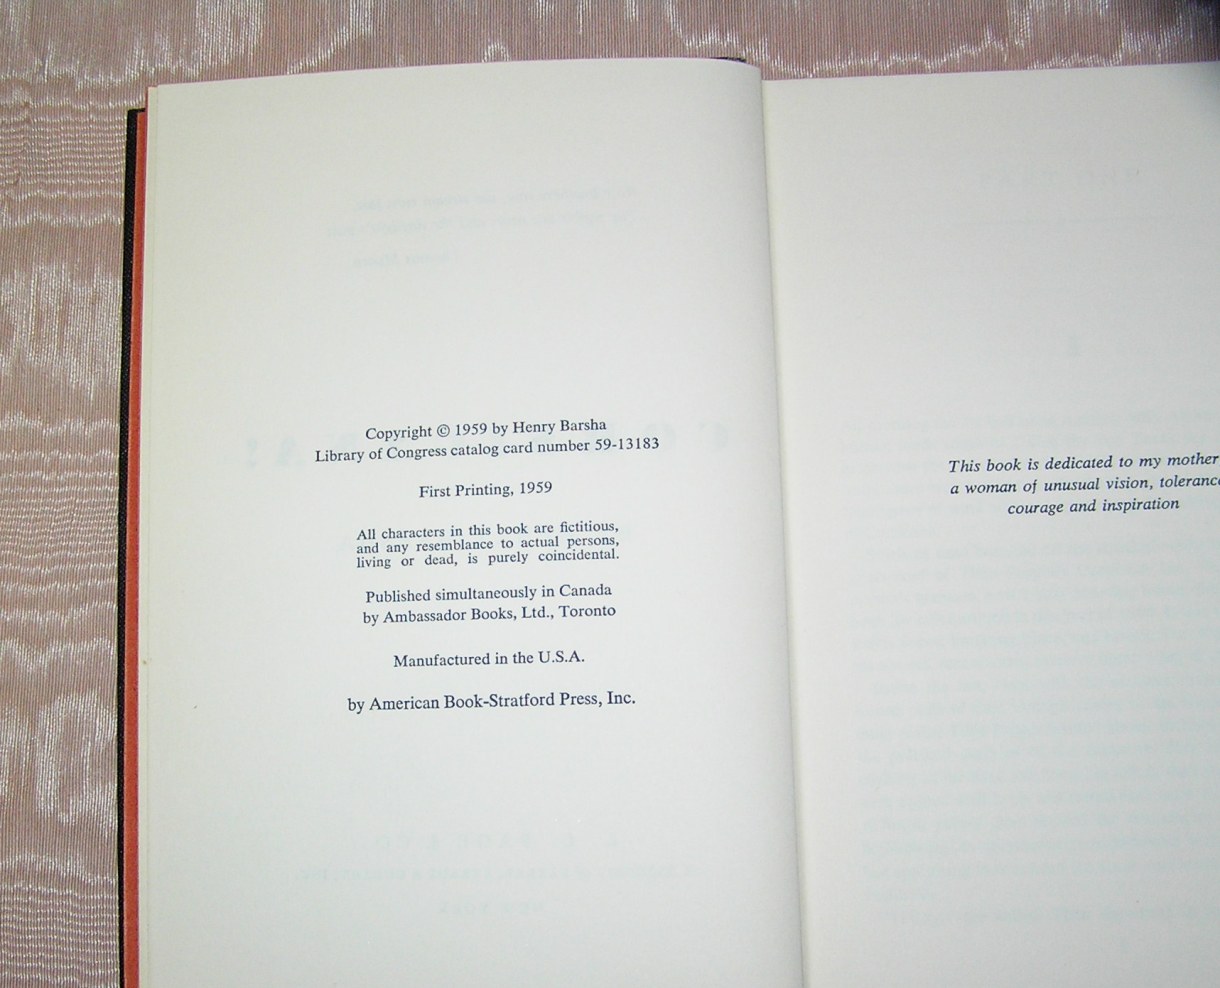 Copyright © 1959 by Henry Barsha
Library of Congress catalog card number 59-13183
First Printing, 1959
All characters in this book are fictitious,
and any resemblance to actual persons,
living or dead, is purely coincidental.
Published simultaneously in Canada
by Ambassador Books, Ltd., Toronto
Manufactured in the U.S.A.
by American Book-Stratford Press, Inc.
This book is dedicated to my mother
a woman of unusual vision, tolerance
courage and inspiration